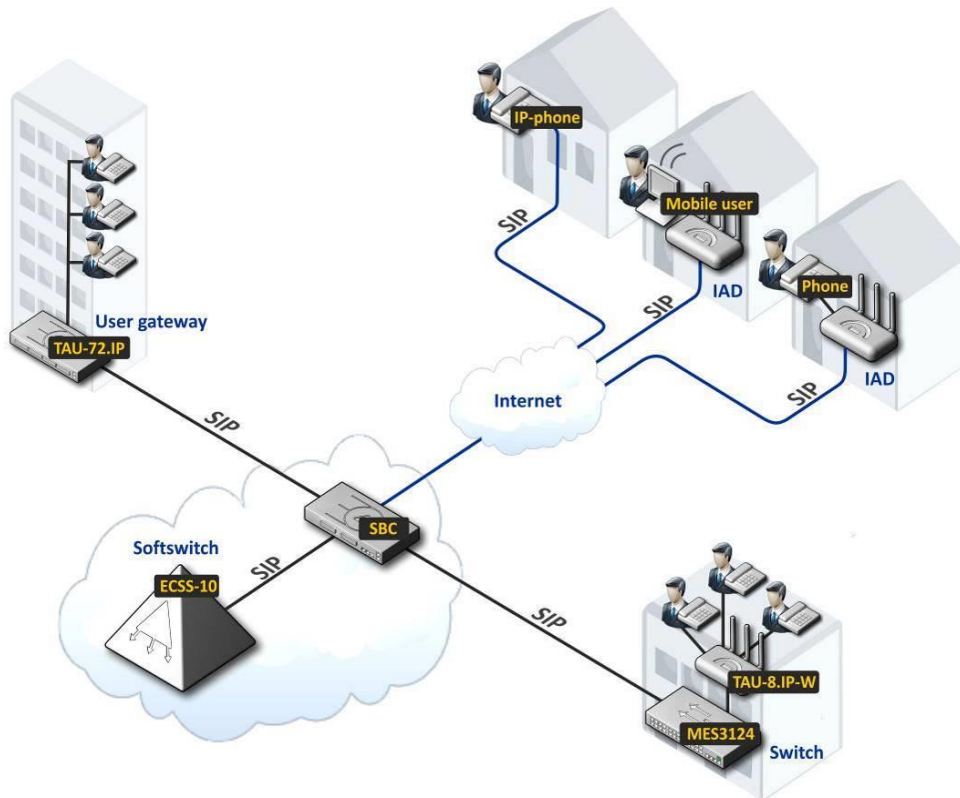 IP-phone
SIP
Mobile user
SIP
IAD
Phone
SIP
IAD
User gateway
TAU-72.IP
SIP
Internet
SBC
Softswitch
ECSS-10
SIP
SIP
TAU-8.IP-W
MES3124
Switch